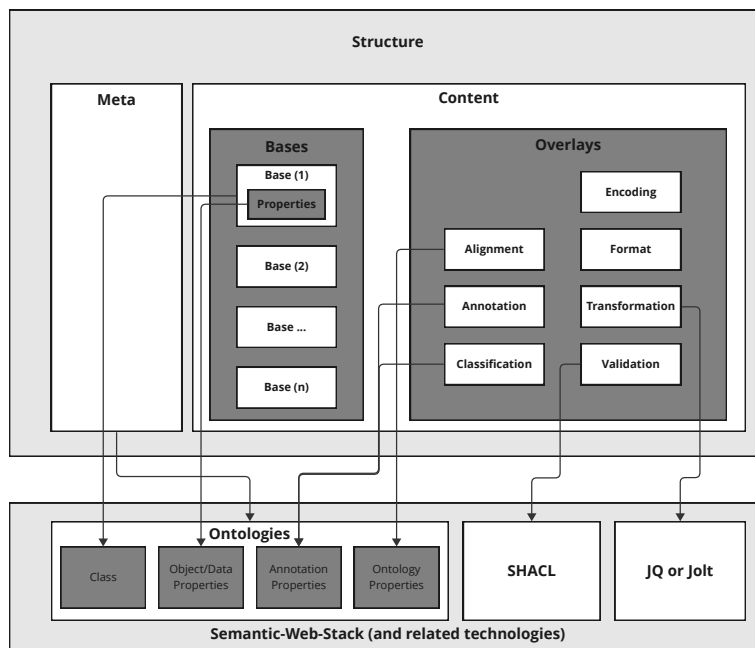 Structure
Meta
Content
Bases
Base (1)
Properties
Base (2)
Base ...
Base (n)
Overlays
Encoding
Alignment
Format
Annotation
Transformation
Classification
Validation
Ontologies
Class
Object/Data
Properties
Annotation
Properties
Ontology
Properties
SHACL
JQ or Jolt
Semantic-Web-Stack (and related technologies)